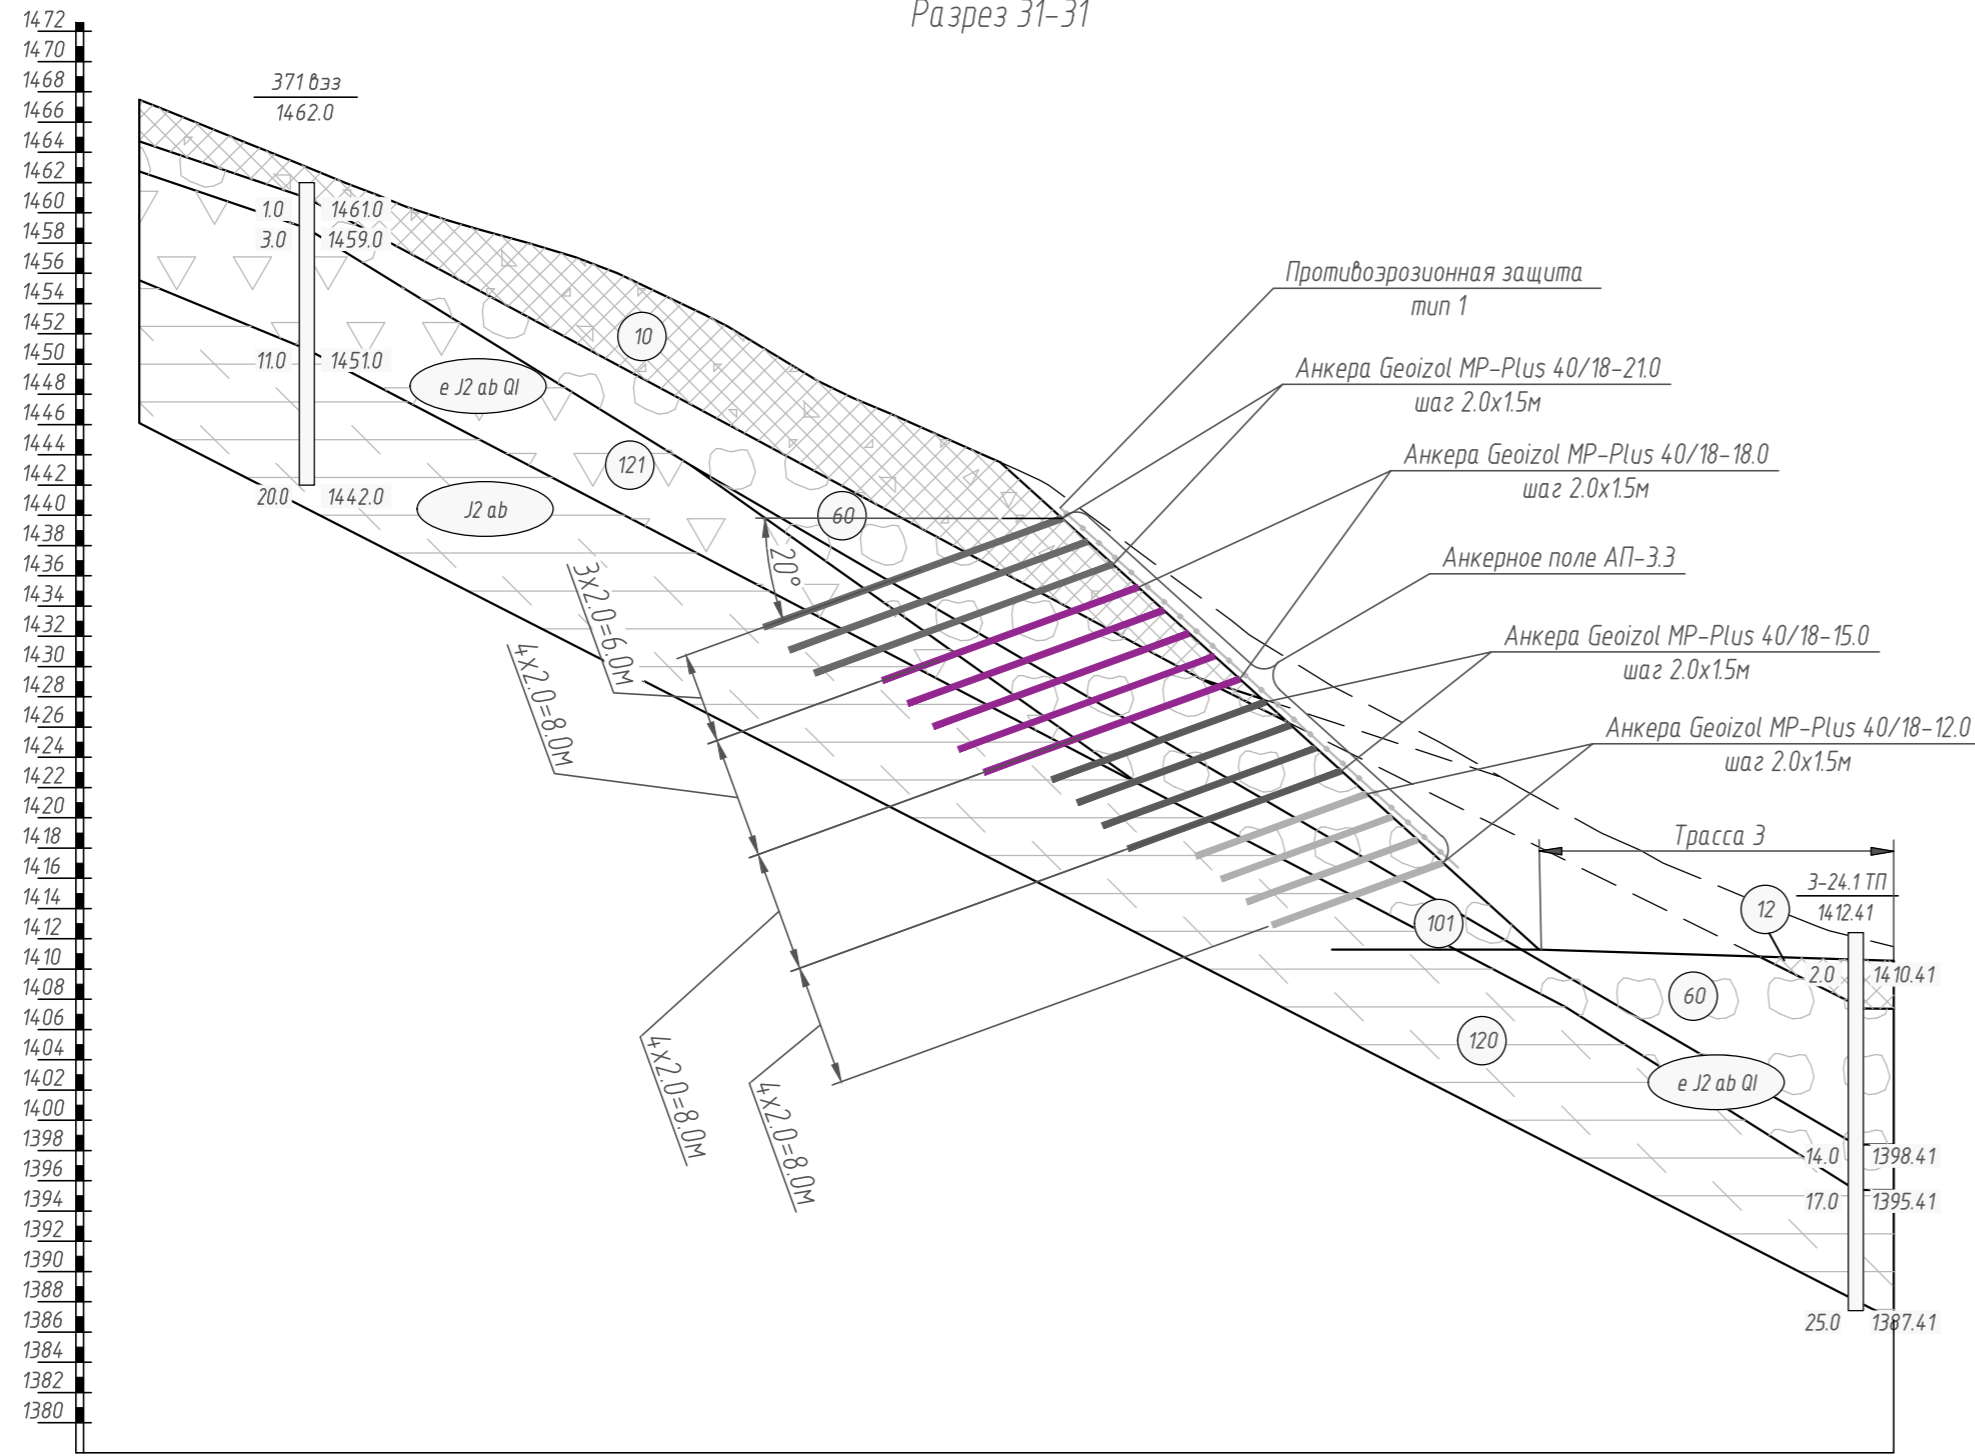 Разрез 31-31
1472
1470
1468
1466
1464
1462
1460
1458
1456
1454
1452
1450
1448
1446
1444
1442
1440
1438
1436
1434
1432
1430
1428
1426
1424
1422
1420
1418
1416
1414
1412
1410
1408
1406
1404
1402
1400
1398
1396
1394
1392
1390
1388
1386
1384
1382
1380
371 вэз
1462.0
1.0 1461.0
3.0 1459.0
11.0 1451.0
20.0 1442.0
e J2 ab QI
J2 ab
10
121
60
20°
3x2.0=6.0м
4x2.0=8.0м
4x2.0=8.0м
4x2.0=8.0м
Противоэрозионная защита
тип 1
Анкера Geoizol MP-Plus 40/18-21.0
шаг 2.0x1.5м
Анкера Geoizol MP-Plus 40/18-18.0
шаг 2.0x1.5м
Анкерное поле АП-3.3
Анкера Geoizol MP-Plus 40/18-15.0
шаг 2.0x1.5м
Анкера Geoizol MP-Plus 40/18-12.0
шаг 2.0x1.5м
Трасса 3
3-24.1 ТП
1412.41
12
101
60
120
e J2 ab QI
2.0 1410.41
14.0 1398.41
17.0 1395.41
25.0 1387.41